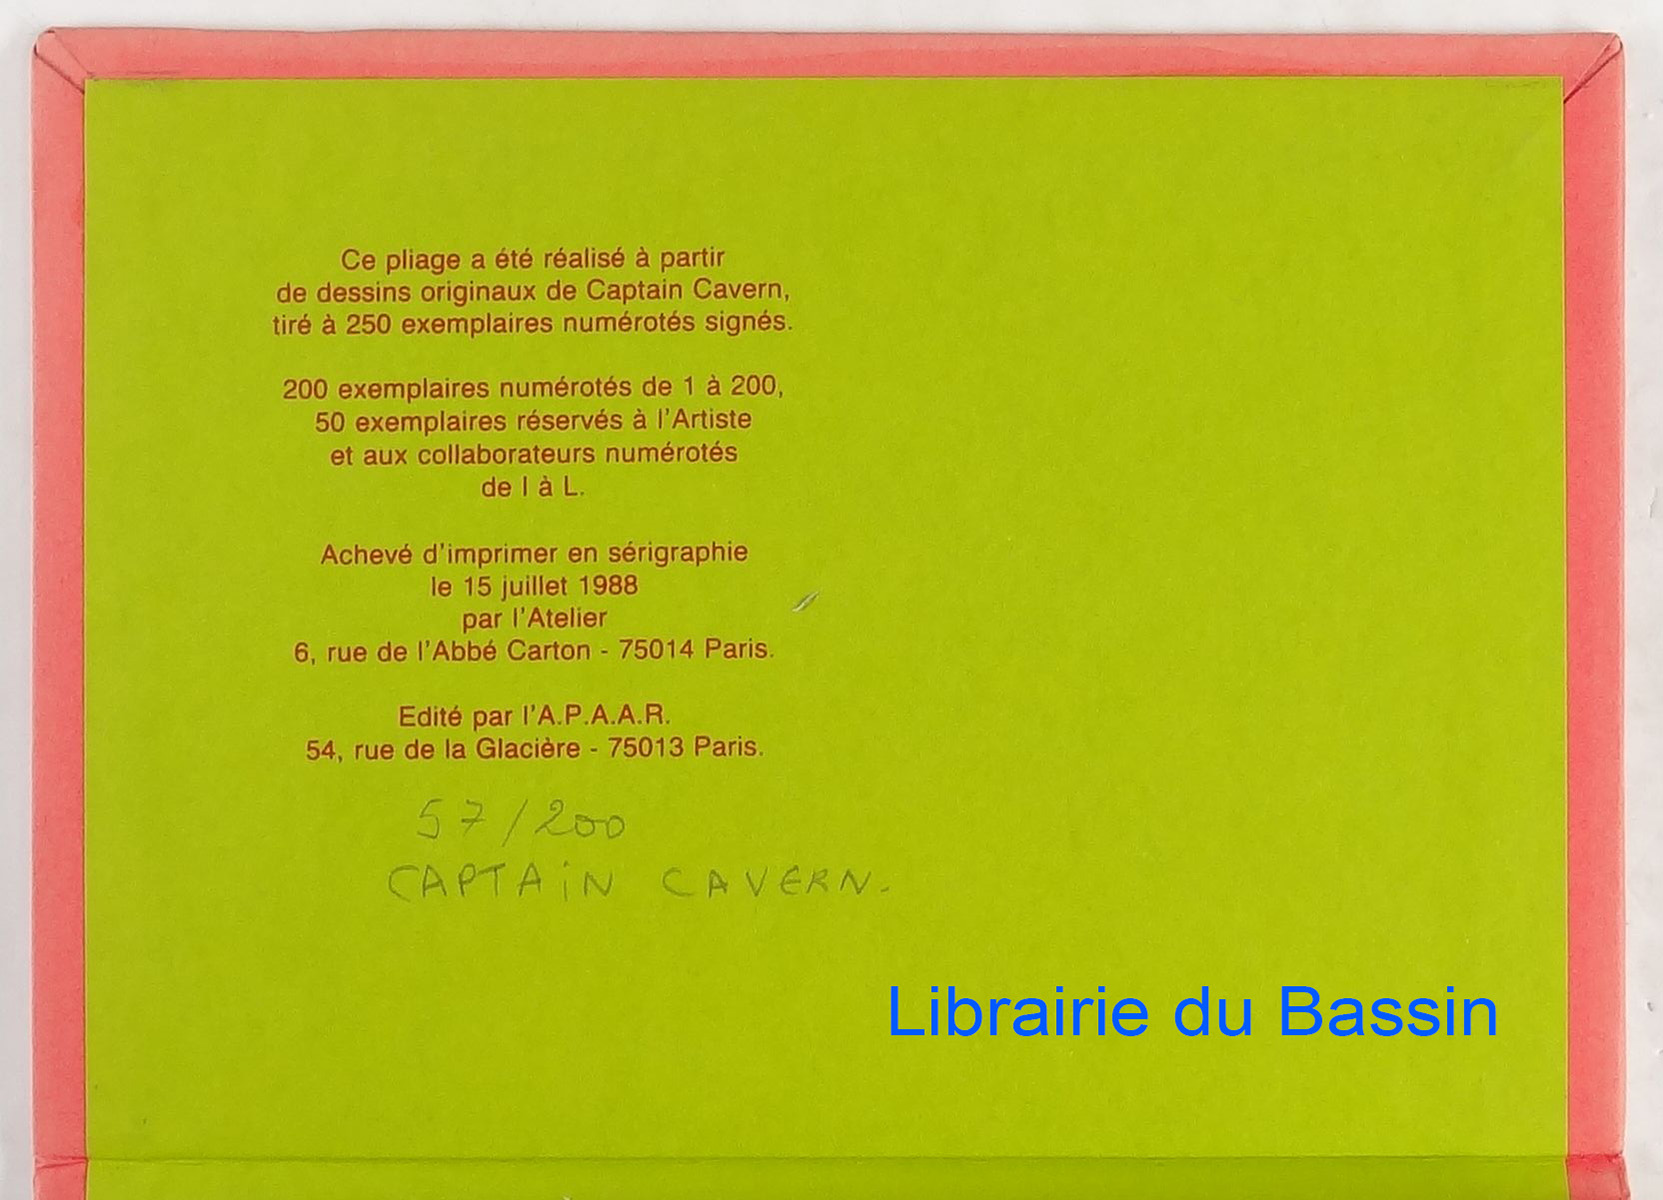 Ce pliage a été réalisé à partir
de dessins originaux de Captain Cavern,
tiré à 250 exemplaires numérotés signés.
200 exemplaires numérotés de 1 à 200,
50 exemplaires réservés à l'Artiste
et aux collaborateurs numérotés
de I à L.
Achevé d'imprimer en sérigraphie
le 15 juillet 1988
par l'Atelier
6, rue de l'Abbé Carton - 75014 Paris.
Edité par l'A.P.A.A.R.
54, rue de la Glacière - 75013 Paris.
57/200
CAPTAiN CAVERN.
Librairie du Bassin